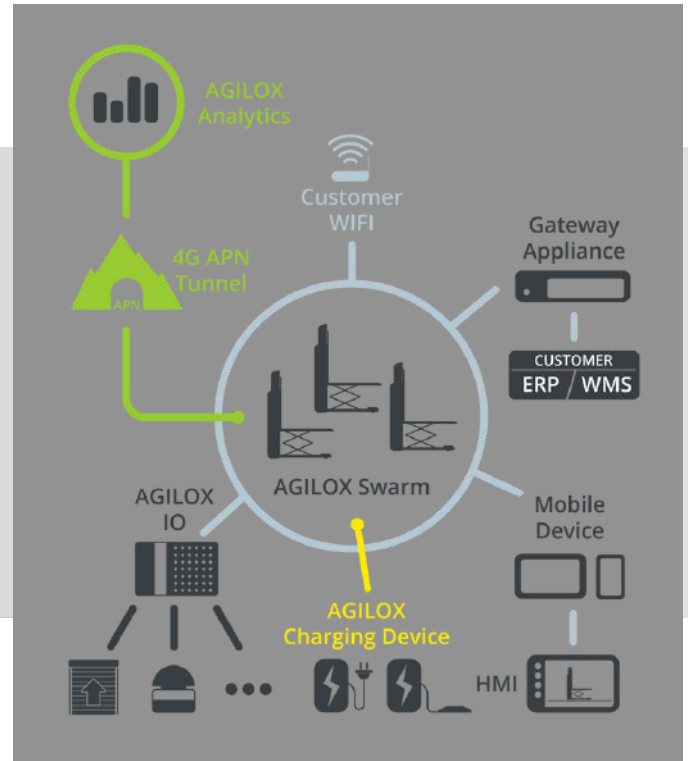 AGILOX
Analytics
Customer
WIFI
Gateway
Appliance
4G APN
Tunnel
APN
CUSTOMER
ERP / WMS
AGILOX Swarm
AGILOX
IO
Mobile
Device
AGILOX
Charging Device
HMI